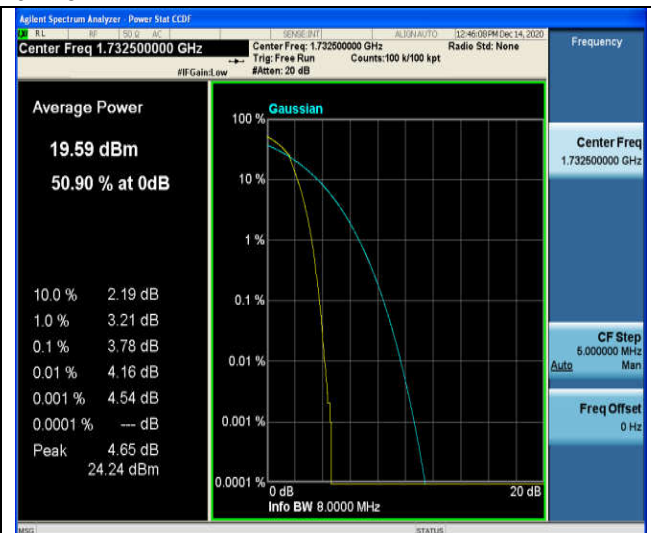 Agilent Spectrum Analyzer - Power Stat CCDF
RL RF 50 Ω AC SENSE:INT ALIGN AUTO 12:46:08 PM Dec 14, 2020
Center Freq 1.732500000 GHz
Center Freq: 1.732500000 GHz Radio Std: None
Trig: Free Run Counts:100 k/100 kpt
#IFGain:Low #Atten: 20 dB
Frequency
Average Power
19.59 dBm
50.90 % at 0dB
10.0 % 2.19 dB
1.0 % 3.21 dB
0.1 % 3.78 dB
0.01 % 4.16 dB
0.001 % 4.54 dB
0.0001 % --- dB
Peak 4.65 dB
24.24 dBm
Gaussian
100 %
10 %
1 %
0.1 %
0.01 %
0.001 %
0.0001 %
0 dB 20 dB
Info BW 8.0000 MHz
Center Freq
1.732500000 GHz
CF Step
5.000000 MHz
Auto Man
Freq Offset
0 Hz
MSG STATUS